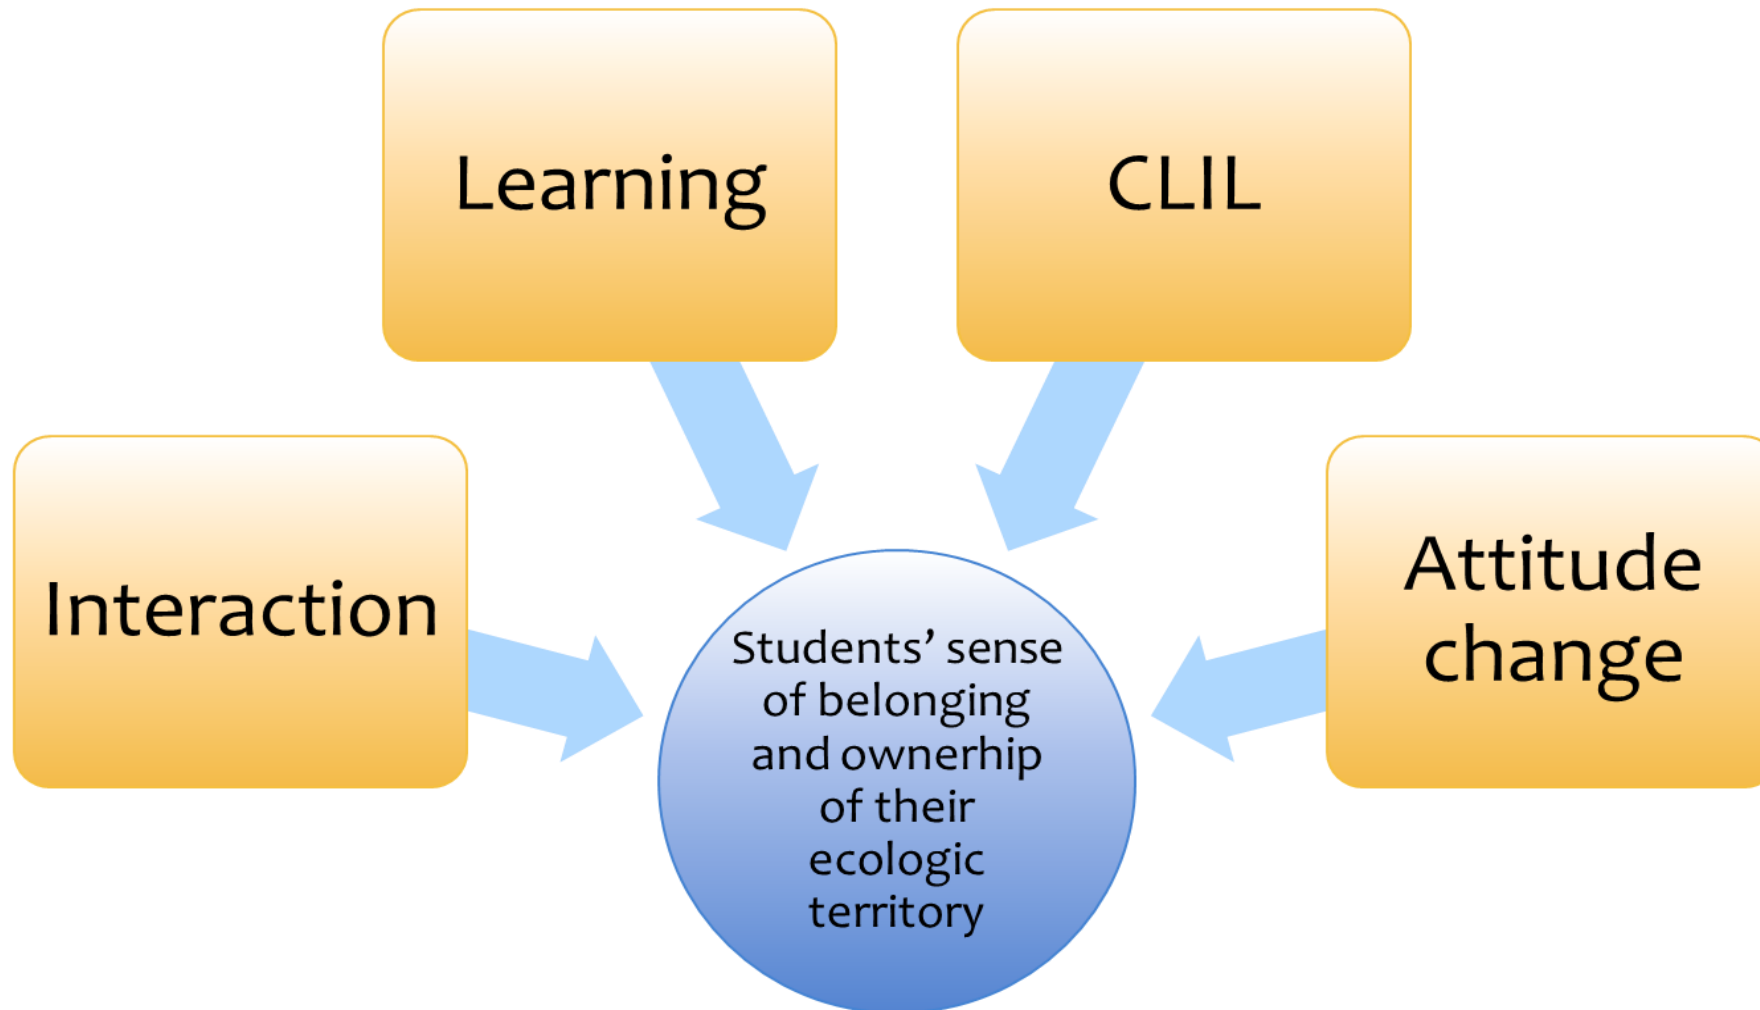 Learning
CLIL
Interaction
Attitude
change
Students’ sense
of belonging
and ownerhip
of their
ecologic
territory